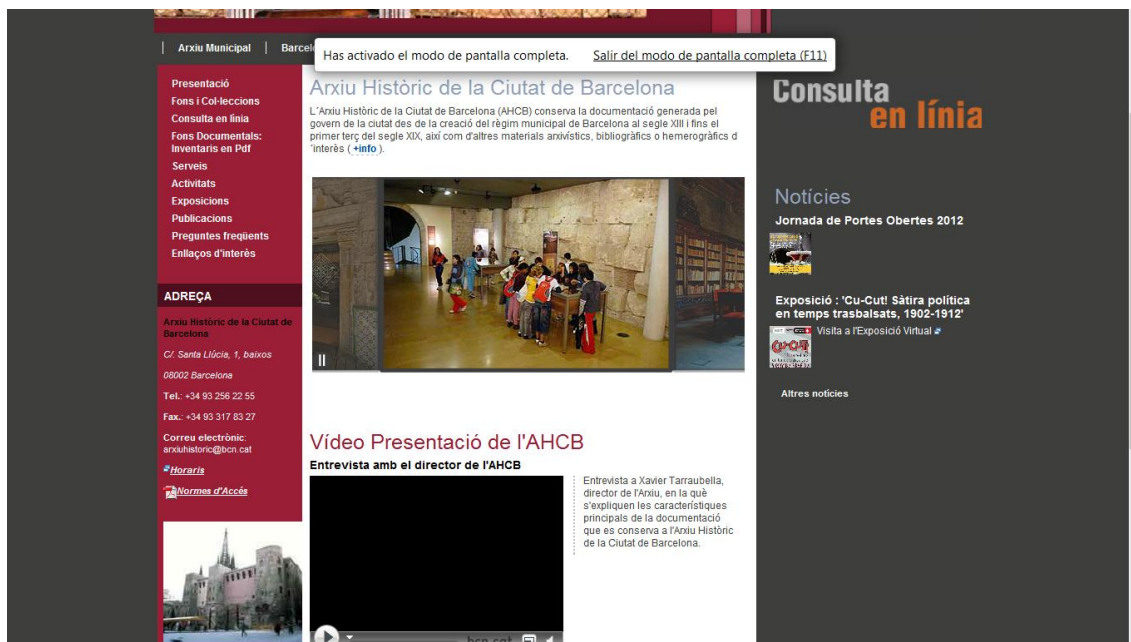 Arxiu Municipal
Has activado el modo de pantalla completa. Salir del modo de pantalla completa (F11)
Presentació
Fons i Col·leccions
Consulta en línia
Fons Documentals:
Inventaris en Pdf
Serveis
Activitats
Exposicions
Publicacions
Preguntes freqüents
Enllaços d'interès
ADREÇA
Arxiu Històric de la Ciutat de
Barcelona
C/. Santa Llúcia, 1, baixos
08002 Barcelona
Tel.: +34 93 256 22 55
Fax.: +34 93 317 83 27
Correu electrònic:
arxiuhistoric@bcn.cat
Horaris
Normes d'Accés
Arxiu Històric de la Ciutat de Barcelona
L´Arxiu Històric de la Ciutat de Barcelona (AHCB) conserva la documentació generada pel
govern de la ciutat des de la creació del règim municipal de Barcelona al segle XIII i fins el
primer terç del segle XIX, així com d'altres materials arxivístics, bibliogràfics o hemerogràfics d
´interès ( +info ).
Vídeo Presentació de l'AHCB
Entrevista amb el director de l'AHCB
Entrevista a Xavier Tarraubella,
director de l'Arxiu, en la què
s'expliquen les característiques
principals de la documentació
que es conserva a l'Arxiu Històric
de la Ciutat de Barcelona.
bcn.cat
Consulta
en línia
Notícies
Jornada de Portes Obertes 2012
Exposició : 'Cu-Cut! Sàtira política
en temps trasbalsats, 1902-1912'
Visita a l'Exposició Virtual
Altres notícies